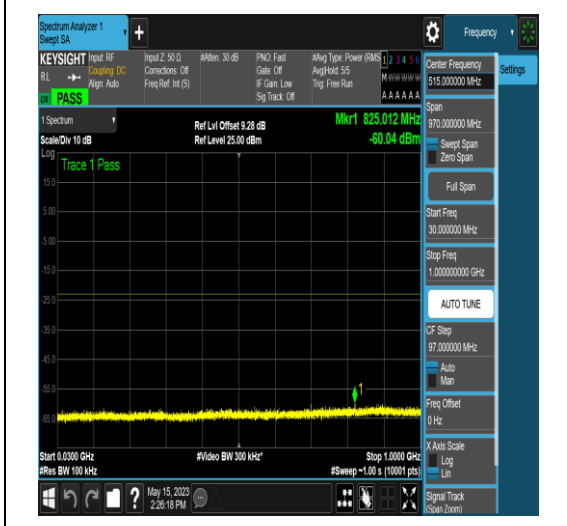 Spectrum Analyzer 1
Swept SA
+
Frequency
KEYSIGHT
RL
PASS
Input: RF
Coupling: DC
Align: Auto
Input Z: 50 Ω
Corrections: Off
Freq Ref: Int (S)
#Atten: 30 dB
PNO: Fast
Gate: Off
IF Gain: Low
Sig Track: Off
#Avg Type: Power (RMS
Avg|Hold: 5/5
Trig: Free Run
1 2 3 4 5 6
M W W W W W
A A A A A A
Settings
Center Frequency
515.000000 MHz
Span
970.000000 MHz
Swept Span
Zero Span
Full Span
Start Freq
30.000000 MHz
Stop Freq
1.000000000 GHz
AUTO TUNE
CF Step
97.000000 MHz
Auto
Man
Freq Offset
0 Hz
X Axis Scale
Log
Lin
Signal Track
(Span Zoom)
1 Spectrum
Scale/Div 10 dB
Ref Lvl Offset 9.28 dB
Ref Level 25.00 dBm
Mkr1 825.012 MHz
-60.04 dBm
Log
Trace 1 Pass
15.0
5.00
-5.00
-15.0
-25.0
-35.0
-45.0
-55.0
-65.0
1
Start 0.0300 GHz
#Res BW 100 kHz
#Video BW 300 kHz*
Stop 1.0000 GHz
#Sweep ~1.00 s (10001 pts)
?
May 15, 2023
2:26:18 PM